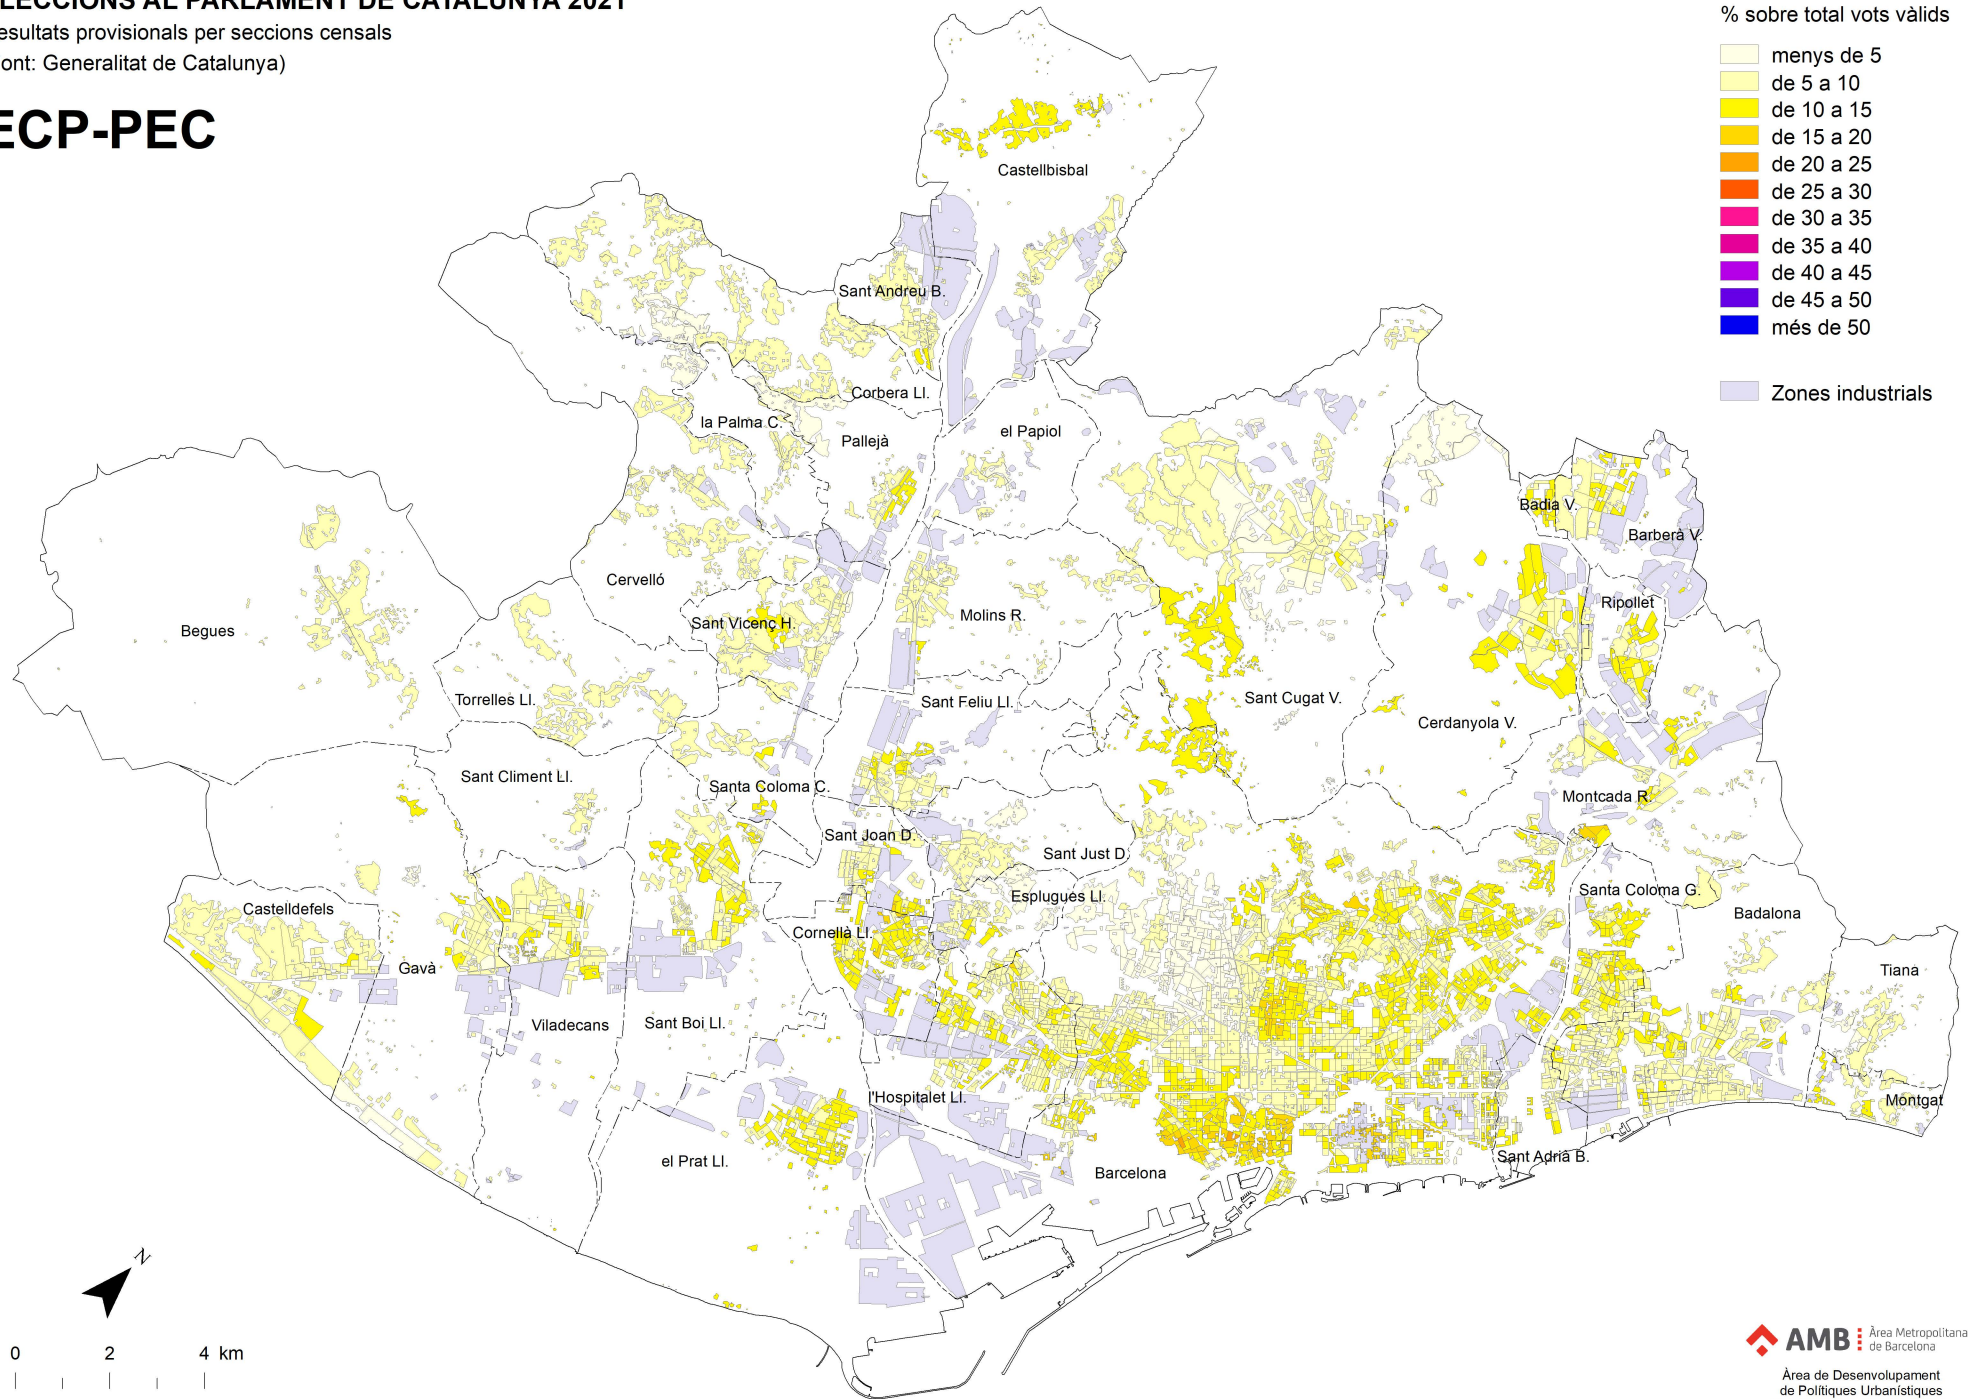 LECCIONS AL PARLAMENT DE CATALUNYA 2021
esultats provisionals per seccions censals
ont: Generalitat de Catalunya)
ECP-PEC
% sobre total vots vàlids
menys de 5
de 5 a 10
de 10 a 15
de 15 a 20
de 20 a 25
de 25 a 30
de 30 a 35
de 35 a 40
de 40 a 45
de 45 a 50
més de 50
Zones industrials
Castellbisbal
Sant Andreu B.
Corbera Ll.
la Palma C.
Pallejà
el Papiol
Badia V.
Barberà V.
Cervelló
Ripollet
Begues
Sant Vicenç H.
Molins R.
Torrelles Ll.
Sant Feliu Ll.
Sant Cugat V.
Cerdanyola V.
Sant Climent Ll.
Santa Coloma C.
Montcada R.
Sant Joan D.
Sant Just D.
Esplugues Ll.
Santa Coloma G.
Castelldefels
Badalona
Cornellà Ll.
Gavà
Tiana
Viladecans
Sant Boi Ll.
l'Hospitalet Ll.
Montgat
el Prat Ll.
Barcelona
Sant Adrià B.
N
0 2 4 km
AMB
Àrea Metropolitana
de Barcelona
Àrea de Desenvolupament
de Polítiques Urbanístiques